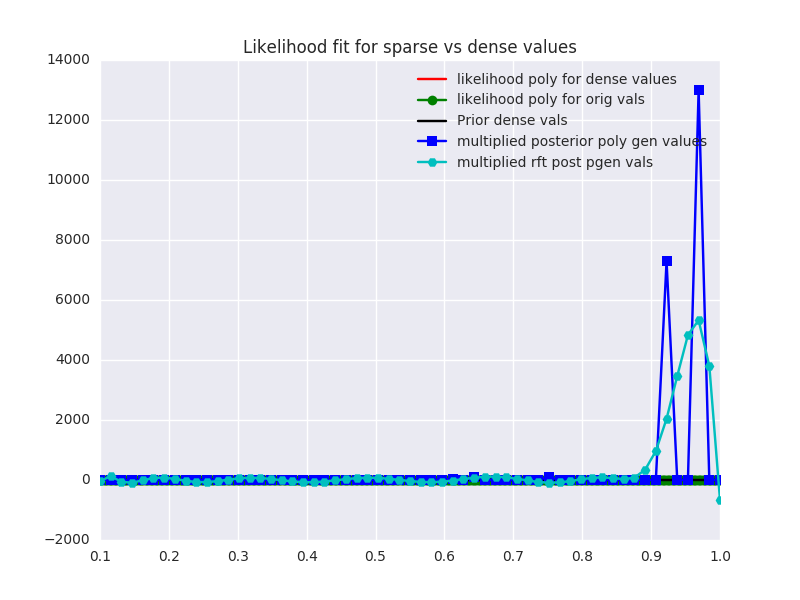 Likelihood fit for sparse vs dense values
14000
12000
10000
8000
6000
4000
2000
0
−2000
likelihood poly for dense values
likelihood poly for orig vals
Prior dense vals
multiplied posterior poly gen values
multiplied rft post pgen vals
0.1 0.2 0.3 0.4 0.5 0.6 0.7 0.8 0.9 1.0